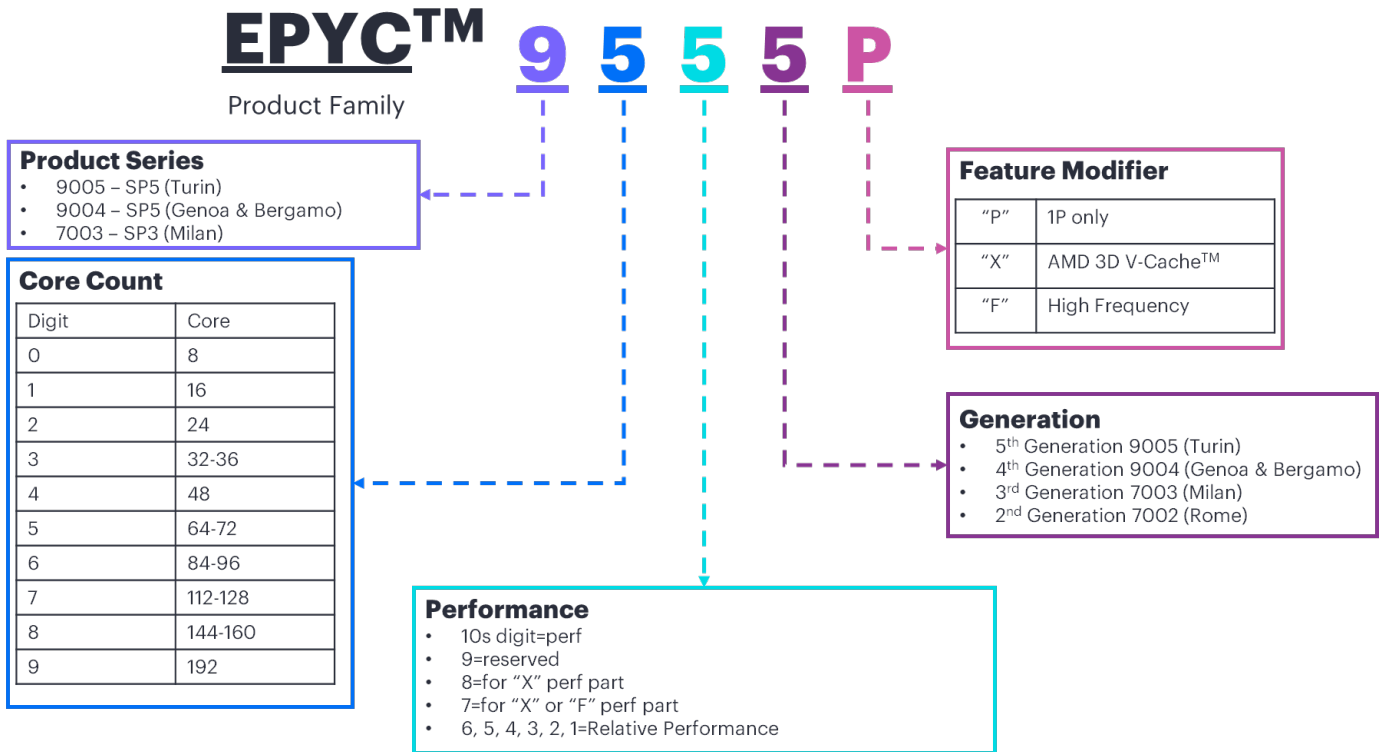 EPYC™ 9 5 5 5 P
Product Family
Product Series
• 9005 – SP5 (Turin)
• 9004 – SP5 (Genoa & Bergamo)
• 7003 – SP3 (Milan)
Core Count
Digit Core
0 8
1 16
2 24
3 32-36
4 48
5 64-72
6 84-96
7 112-128
8 144-160
9 192
Performance
• 10s digit=perf
• 9=reserved
• 8=for “X” perf part
• 7=for “X” or “F” perf part
• 6, 5, 4, 3, 2, 1=Relative Performance
Feature Modifier
“P” 1P only
“X” AMD 3D V-Cache™
“F” High Frequency
Generation
• 5th Generation 9005 (Turin)
• 4th Generation 9004 (Genoa & Bergamo)
• 3rd Generation 7003 (Milan)
• 2nd Generation 7002 (Rome)